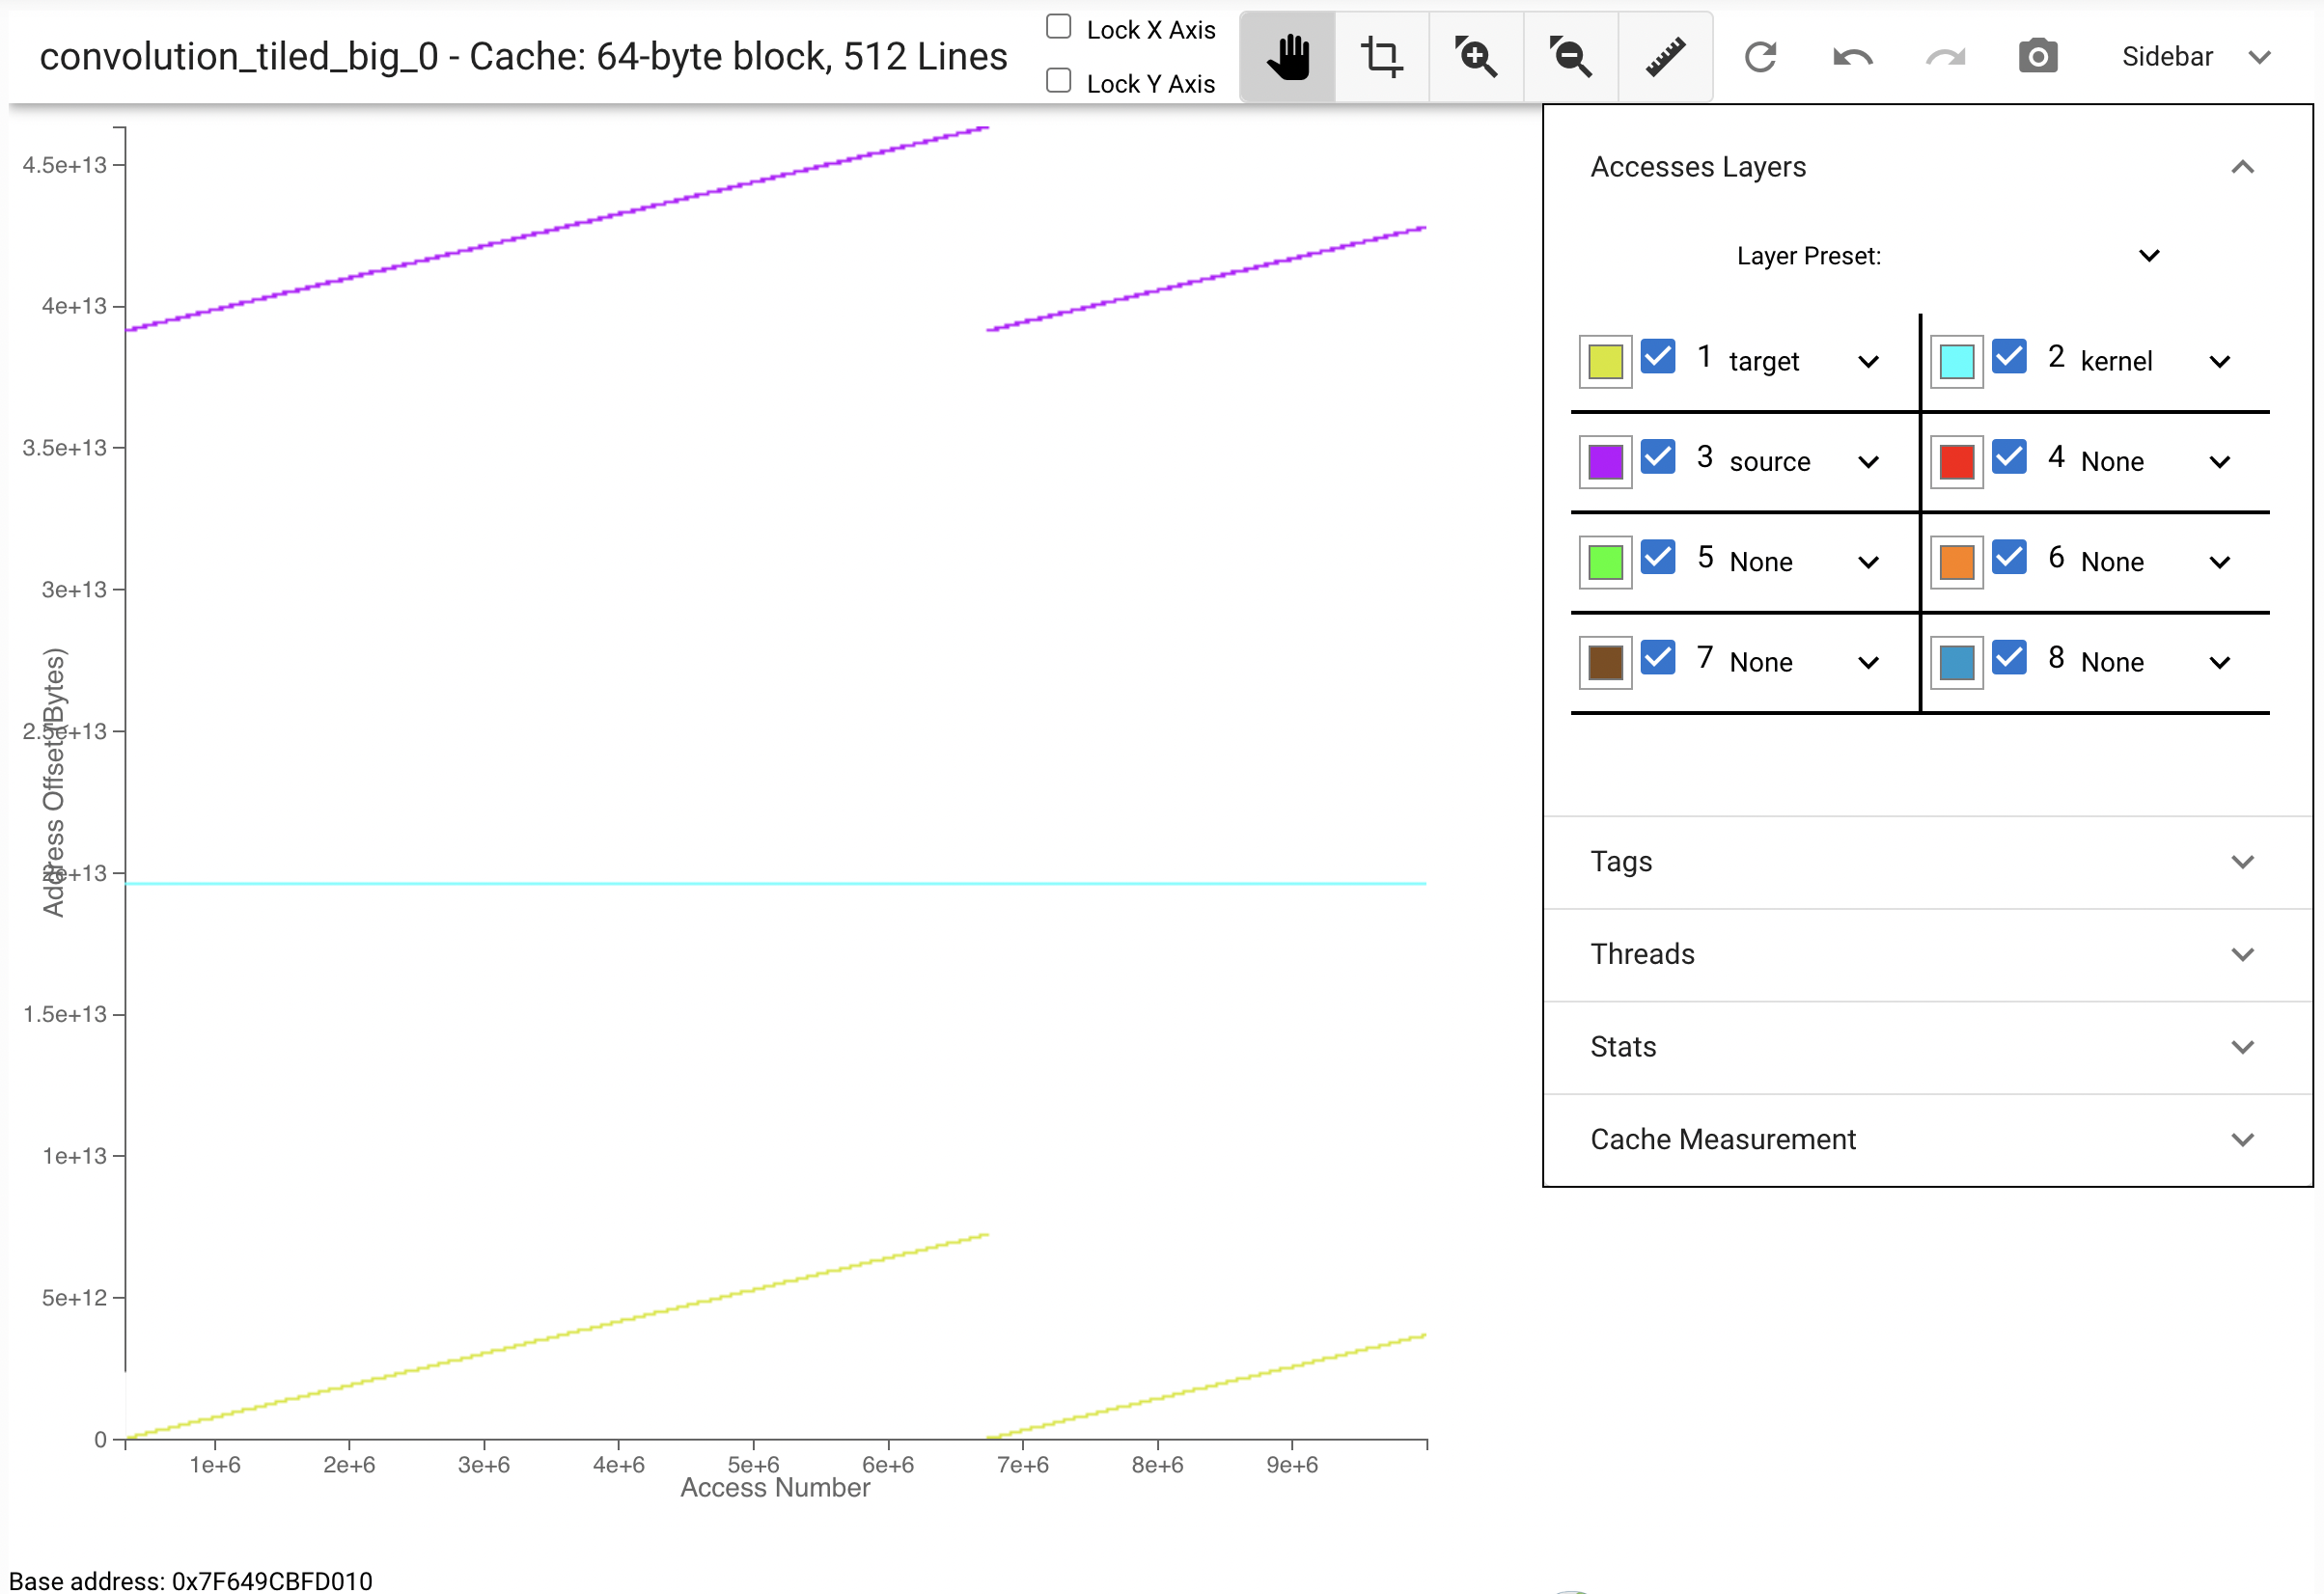 convolution_tiled_big_0 - Cache: 64-byte block, 512 Lines
Lock X Axis
Lock Y Axis
Sidebar
Accesses Layers
Layer Preset:
1 target
2 kernel
3 source
4 None
5 None
6 None
7 None
8 None
Tags
Threads
Stats
Cache Measurement
Address Offset (Bytes)
4.5e+13
4e+13
3.5e+13
3e+13
2.5e+13
2e+13
1.5e+13
1e+13
5e+12
0
1e+6 2e+6 3e+6 4e+6 5e+6 6e+6 7e+6 8e+6 9e+6
Access Number
Base address: 0x7F649CBFD010